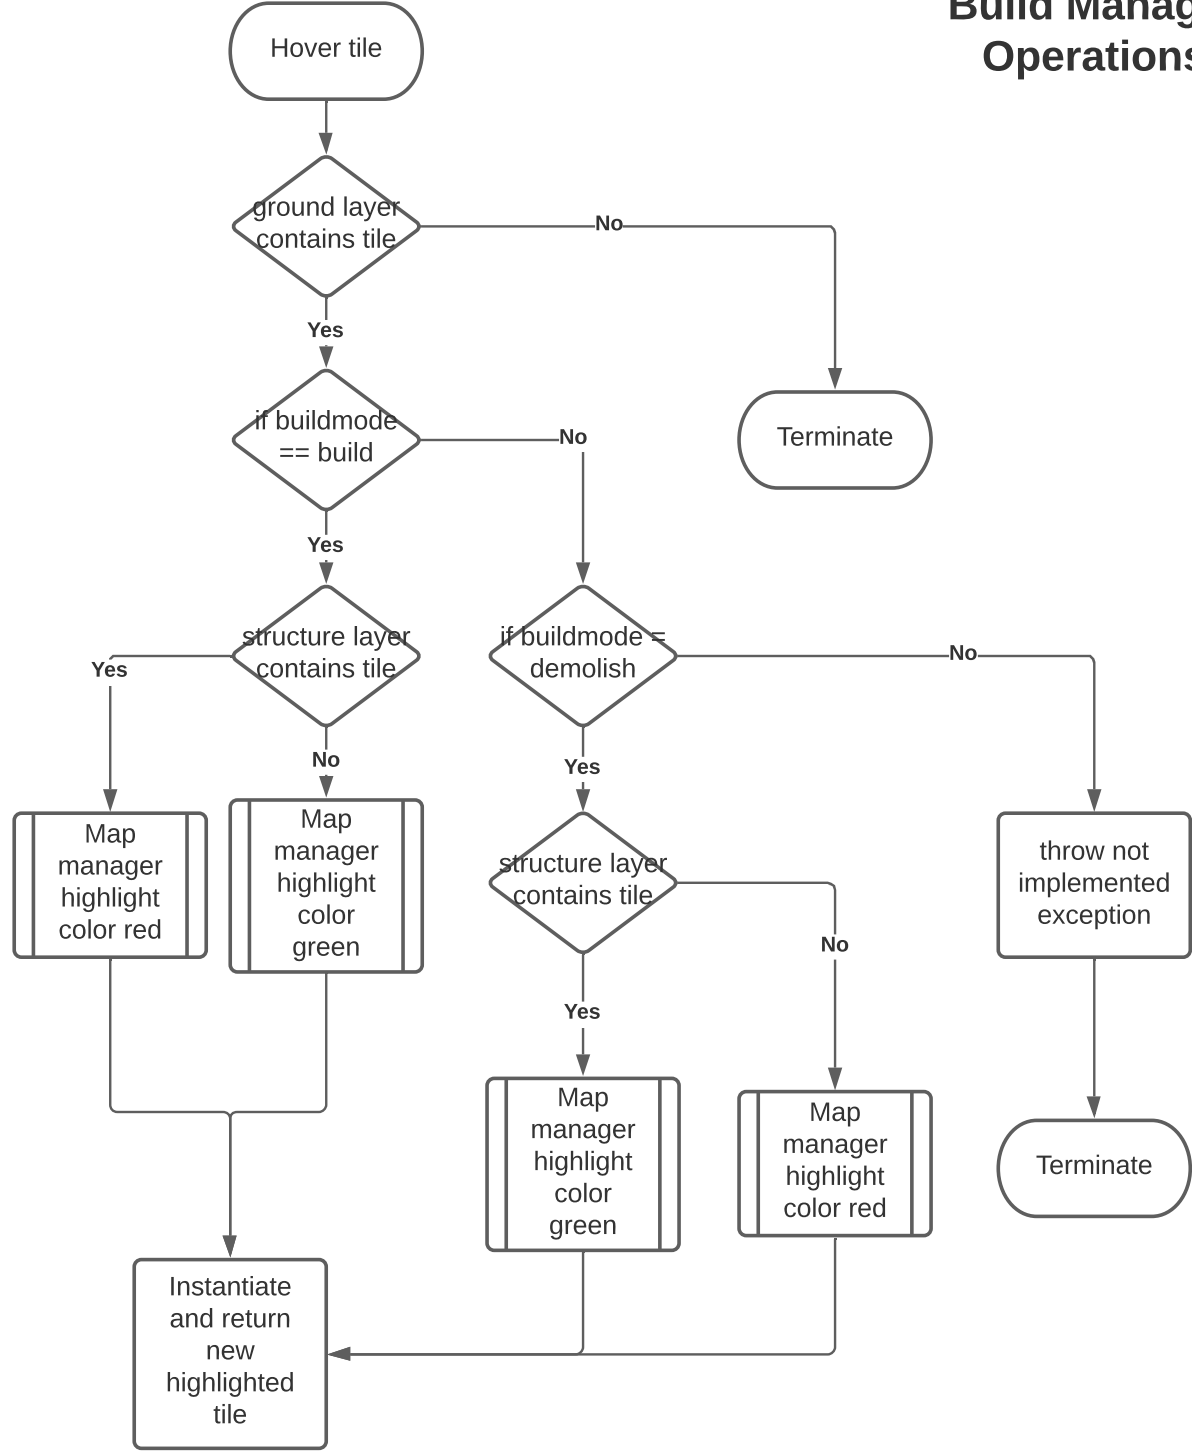 Build Manag
Operations
Hover tile
ground layer
contains tile
No
Yes
if buildmode
== build
No
Terminate
Yes
structure layer
contains tile
if buildmode =
demolish
Yes
No
No
Yes
Map
manager
highlight
color red
Map
manager
highlight
color
green
structure layer
contains tile
throw not
implemented
exception
No
Yes
Map
manager
highlight
color
green
Map
manager
highlight
color red
Terminate
Instantiate
and return
new
highlighted
tile